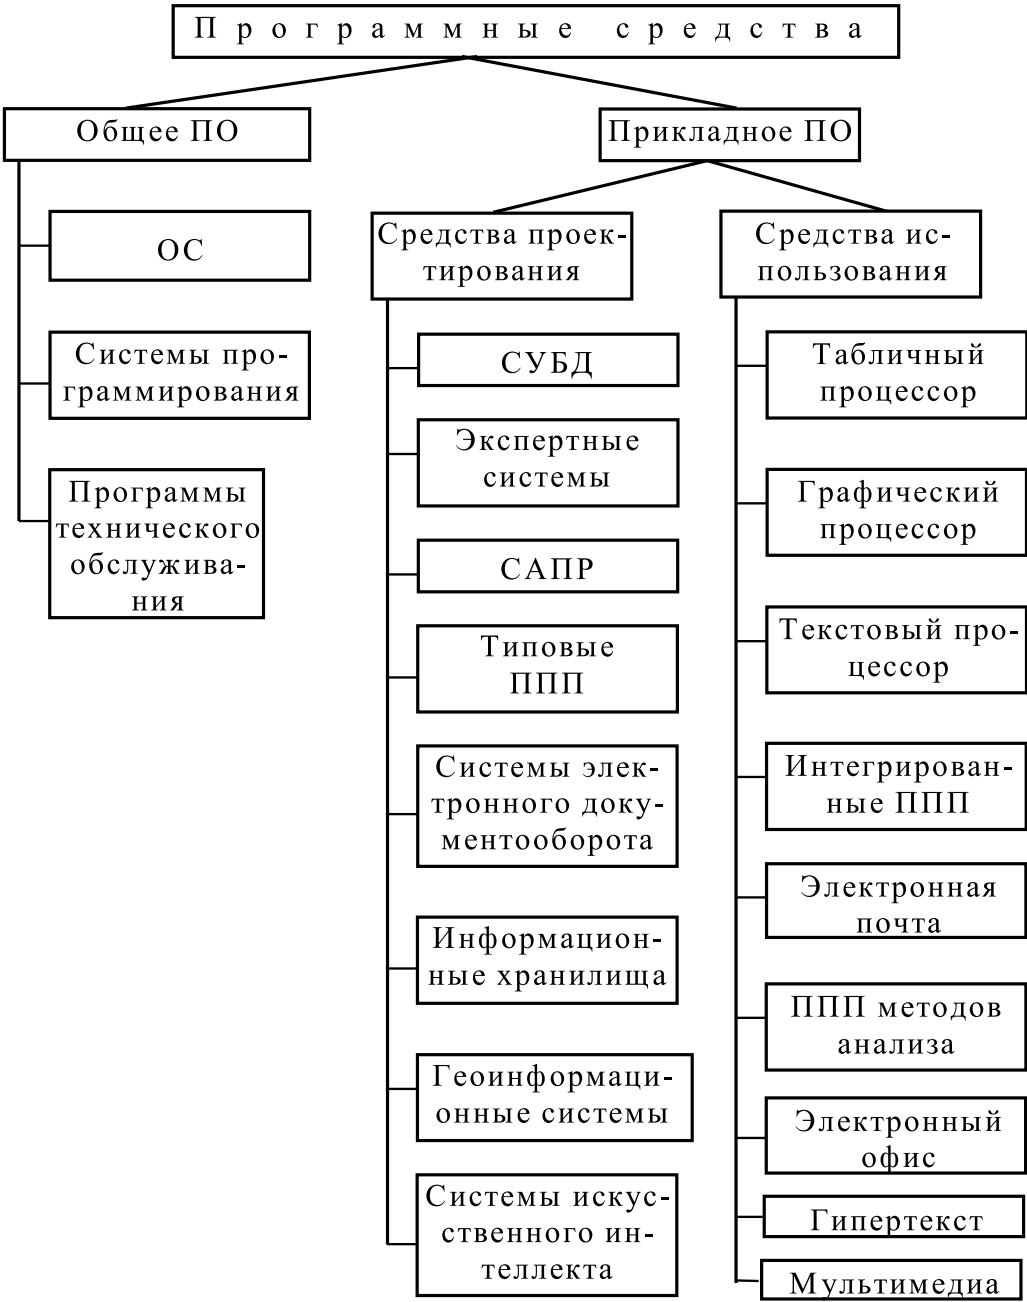 Программные средства
Общее ПО
Прикладное ПО
ОС
Системы про-
граммирования
Программы
технического
обслужива-
ния
Средства проек-
тирования
СУБД
Экспертные
системы
САПР
Типовые
ППП
Системы элек-
тронного доку-
ментооборота
Информацион-
ные хранилища
Геоинформаци-
онные системы
Системы искус-
ственного ин-
теллекта
Средства ис-
пользования
Табличный
процессор
Графический
процессор
Текстовый про-
цессор
Интегрирован-
ные ППП
Электронная
почта
ППП методов
анализа
Электронный
офис
Гипертекст
Мультимедиа